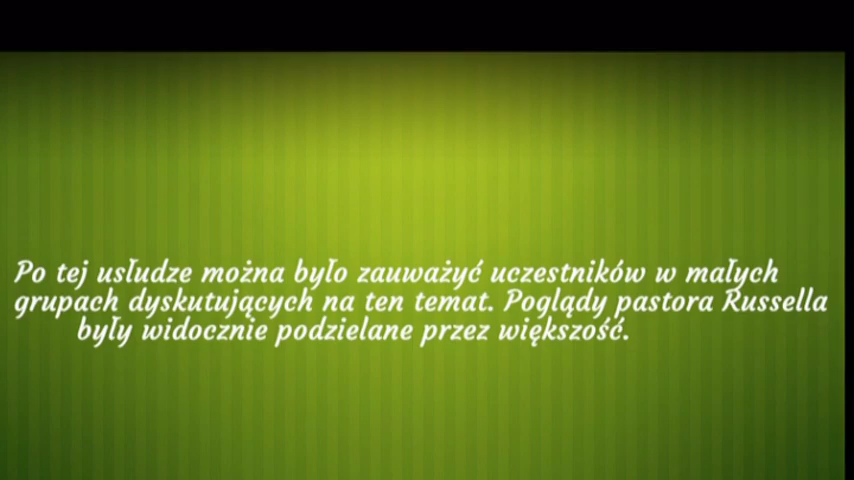 Po tej usłudze można było zauważyć uczestników w małych
grupach dyskutujących na ten temat. Poglądy pastora Russella
były widocznie podzielane przez większość.